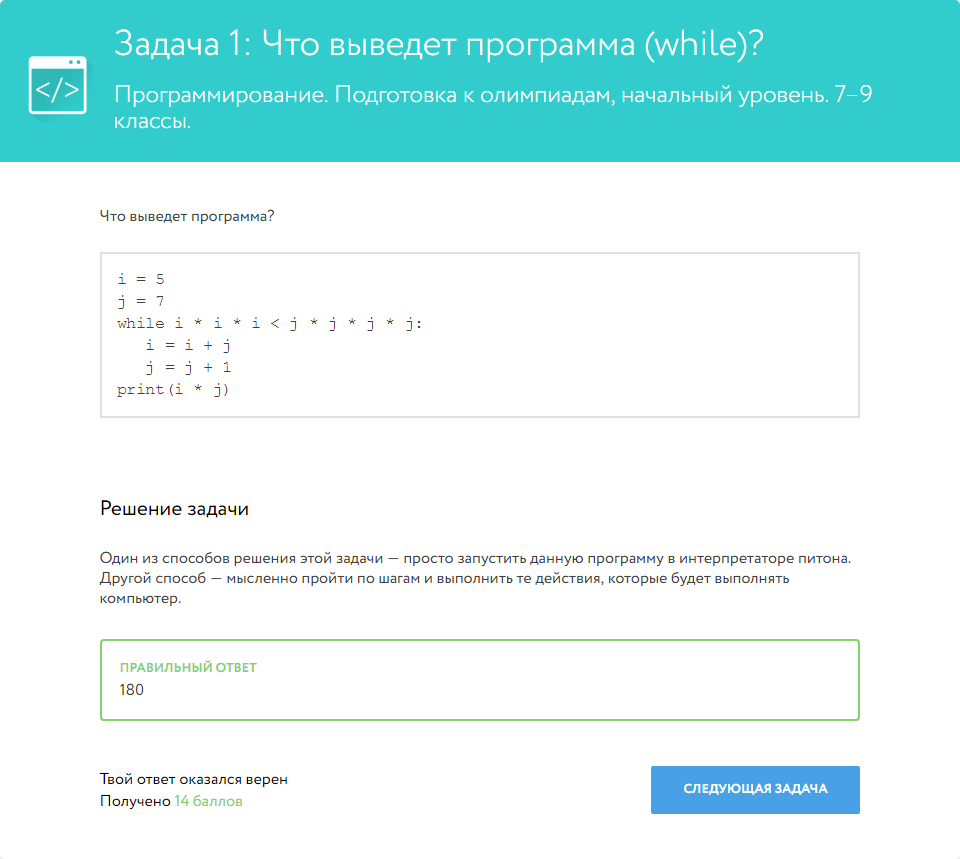 Задача 1: Что выведет программа (while)?
</>
Программирование. Подготовка к олимпиадам, начальный уровень. 7–9
классы.
Что выведет программа?
i = 5
j = 7
while i * i * i < j * j * j * j:
   i = i + j
   j = j + 1
print(i * j)
Решение задачи
Один из способов решения этой задачи — просто запустить данную программу в интерпретаторе питона.
Другой способ — мысленно пройти по шагам и выполнить те действия, которые будет выполнять
компьютер.
ПРАВИЛЬНЫЙ ОТВЕТ
180
Твой ответ оказался верен
Получено 14 баллов
СЛЕДУЮЩАЯ ЗАДАЧА